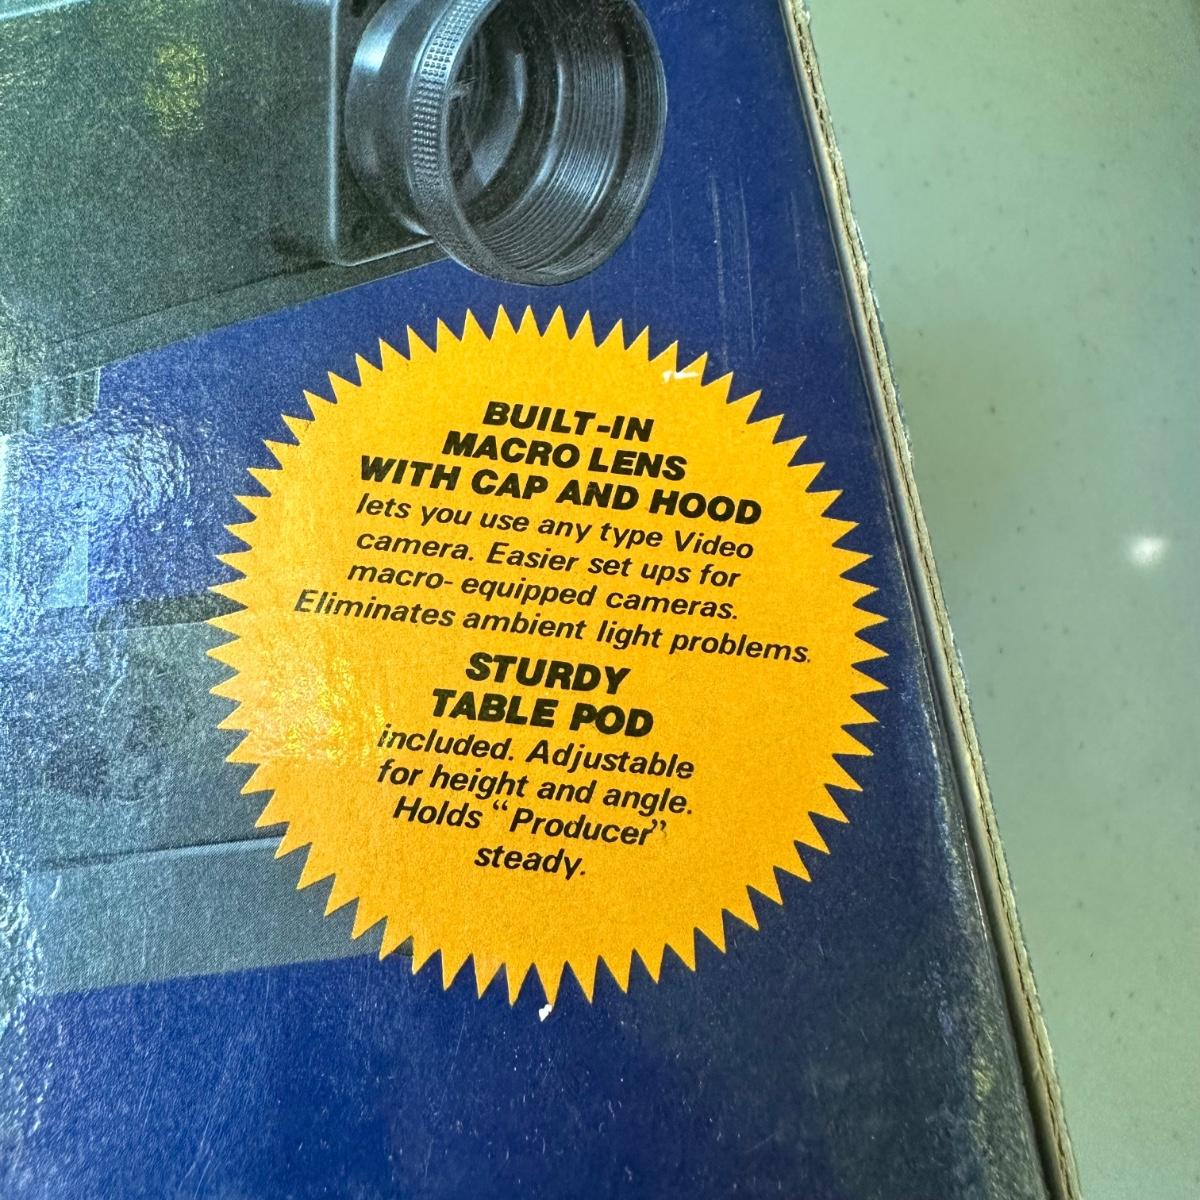 BUILT-IN
MACRO LENS
WITH CAP AND HOOD
lets you use any type Video
camera. Easier set ups for
macro- equipped cameras.
Eliminates ambient light problems.
STURDY
TABLE POD
included. Adjustable
for height and angle.
Holds “Producer”
steady.